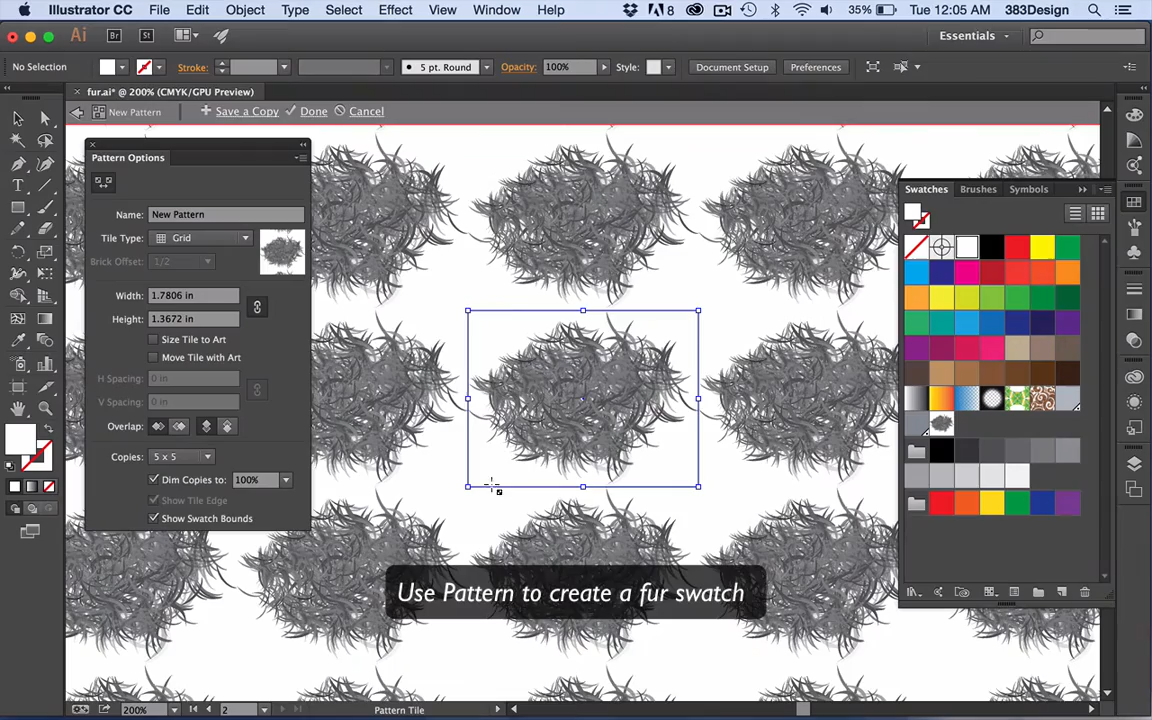 Illustrator CC File Edit Object Type Select Effect View Window Help 8 35% Tue 12:05 AM 383Design
Ai Br St Essentials
No Selection Stroke: 5 pt. Round Opacity: 100% Style: Document Setup Preferences
× fur.ai* @ 200% (CMYK/GPU Preview)
New Pattern Save a Copy Done Cancel
Pattern Options
Name: New Pattern
Tile Type: Grid
Brick Offset: 1/2
Width: 1.7806 in
Height: 1.3672 in
Size Tile to Art
Move Tile with Art
H Spacing: 0 in
V Spacing: 0 in
Overlap:
Copies: 5 x 5
Dim Copies to: 100%
Show Tile Edge
Show Swatch Bounds
Swatches Brushes Symbols
Use Pattern to create a fur swatch
200% 2 Pattern Tile